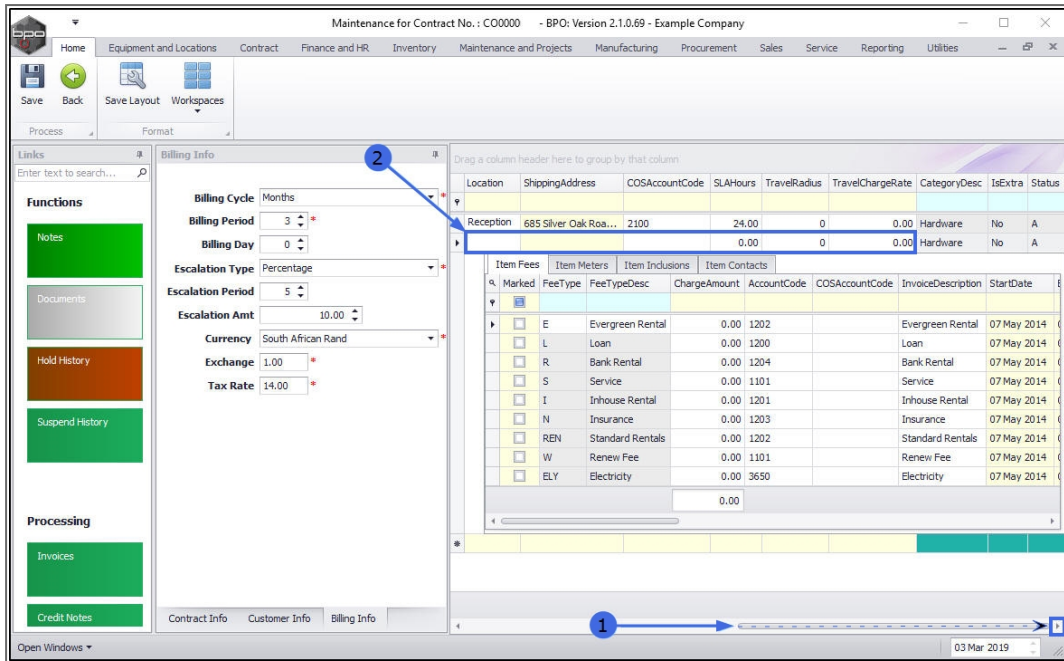 Maintenance for Contract No. : CO0000 - BPO: Version 2.1.0.69 - Example Company
bpo
Home Equipment and Locations Contract Finance and HR Inventory Maintenance and Projects Manufacturing Procurement Sales Service Reporting Utilities
Save Back Save Layout Workspaces
Process Format
Links
Enter text to search...
Functions
Notes
Documents
Hold History
Suspend History
Processing
Invoices
Credit Notes
Billing Info
Billing Cycle Months *
Billing Period 3 *
Billing Day 0
Escalation Type Percentage *
Escalation Period 5
Escalation Amt 10.00
Currency South African Rand *
Exchange 1.00 *
Tax Rate 14.00 *
Contract Info Customer Info Billing Info
2
Drag a column header here to group by that column
Location ShippingAddress COSAccountCode SLAHours TravelRadius TravelChargeRate CategoryDesc IsExtra Status
Reception 685 Silver Oak Roa... 2100 24.00 0 0.00 Hardware No A
0.00 0 0.00 Hardware No A
Item Fees Item Meters Item Inclusions Item Contacts
Marked FeeType FeeTypeDesc ChargeAmount AccountCode COSAccountCode InvoiceDescription StartDate
E Evergreen Rental 0.00 1202 Evergreen Rental 07 May 2014
L Loan 0.00 1200 Loan 07 May 2014
R Bank Rental 0.00 1204 Bank Rental 07 May 2014
S Service 0.00 1101 Service 07 May 2014
I Inhouse Rental 0.00 1201 Inhouse Rental 07 May 2014
N Insurance 0.00 1203 Insurance 07 May 2014
REN Standard Rentals 0.00 1202 Standard Rentals 07 May 2014
W Renew Fee 0.00 1101 Renew Fee 07 May 2014
ELY Electricity 0.00 3650 Electricity 07 May 2014
0.00
1
Open Windows 03 Mar 2019